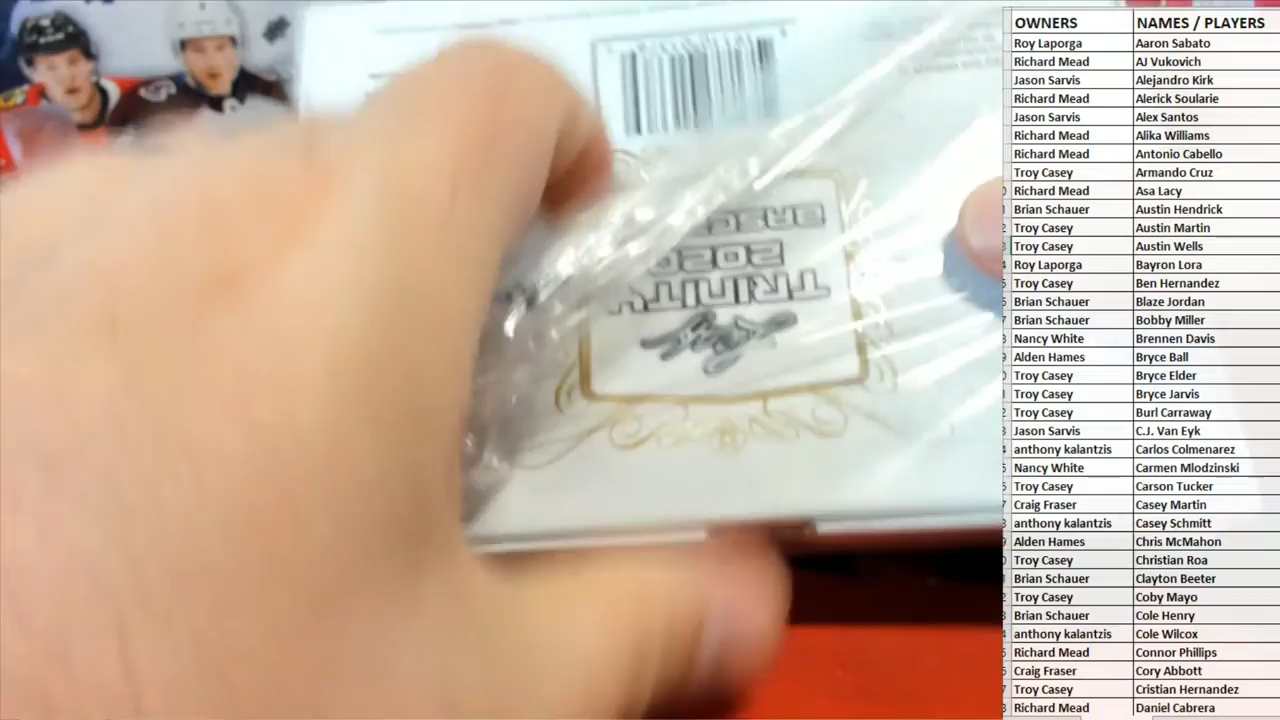 Leaf
TRINITY
2020
OWNERS NAMES / PLAYERS
Roy Laporga Aaron Sabato
Richard Mead AJ Vukovich
Jason Sarvis Alejandro Kirk
Richard Mead Alerick Soularie
Jason Sarvis Alex Santos
Richard Mead Alika Williams
Richard Mead Antonio Cabello
Troy Casey Armando Cruz
Richard Mead Asa Lacy
Brian Schauer Austin Hendrick
Troy Casey Austin Martin
Troy Casey Austin Wells
Roy Laporga Bayron Lora
Troy Casey Ben Hernandez
Brian Schauer Blaze Jordan
Brian Schauer Bobby Miller
Nancy White Brennen Davis
Alden Hames Bryce Ball
Troy Casey Bryce Elder
Troy Casey Bryce Jarvis
Troy Casey Burl Carraway
Jason Sarvis C.J. Van Eyk
anthony kalantzis Carlos Colmenarez
Nancy White Carmen Mlodzinski
Troy Casey Carson Tucker
Craig Fraser Casey Martin
anthony kalantzis Casey Schmitt
Alden Hames Chris McMahon
Troy Casey Christian Roa
Brian Schauer Clayton Beeter
Troy Casey Coby Mayo
Brian Schauer Cole Henry
anthony kalantzis Cole Wilcox
Richard Mead Connor Phillips
Craig Fraser Cory Abbott
Troy Casey Cristian Hernandez
Richard Mead Daniel Cabrera